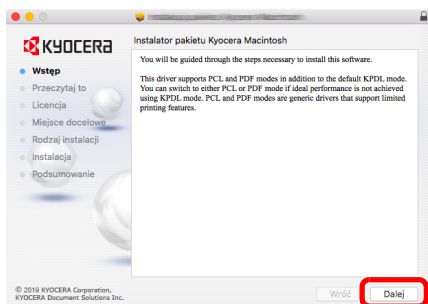 KYOCERA
Instalator pakietu Kyocera Macintosh
Wstęp
Przeczytaj to
Licencja
Miejsce docelowe
Rodzaj instalacji
Instalacja
Podsumowanie
You will be guided through the steps necessary to install this software.
This driver supports PCL and PDF modes in addition to the default KPDL mode.
You can switch to either PCL or PDF mode if ideal performance is not achieved
using KPDL mode. PCL and PDF modes are generic drivers that support limited
printing features.
© 2019 KYOCERA Corporation,
KYOCERA Document Solutions Inc.
Wróć
Dalej